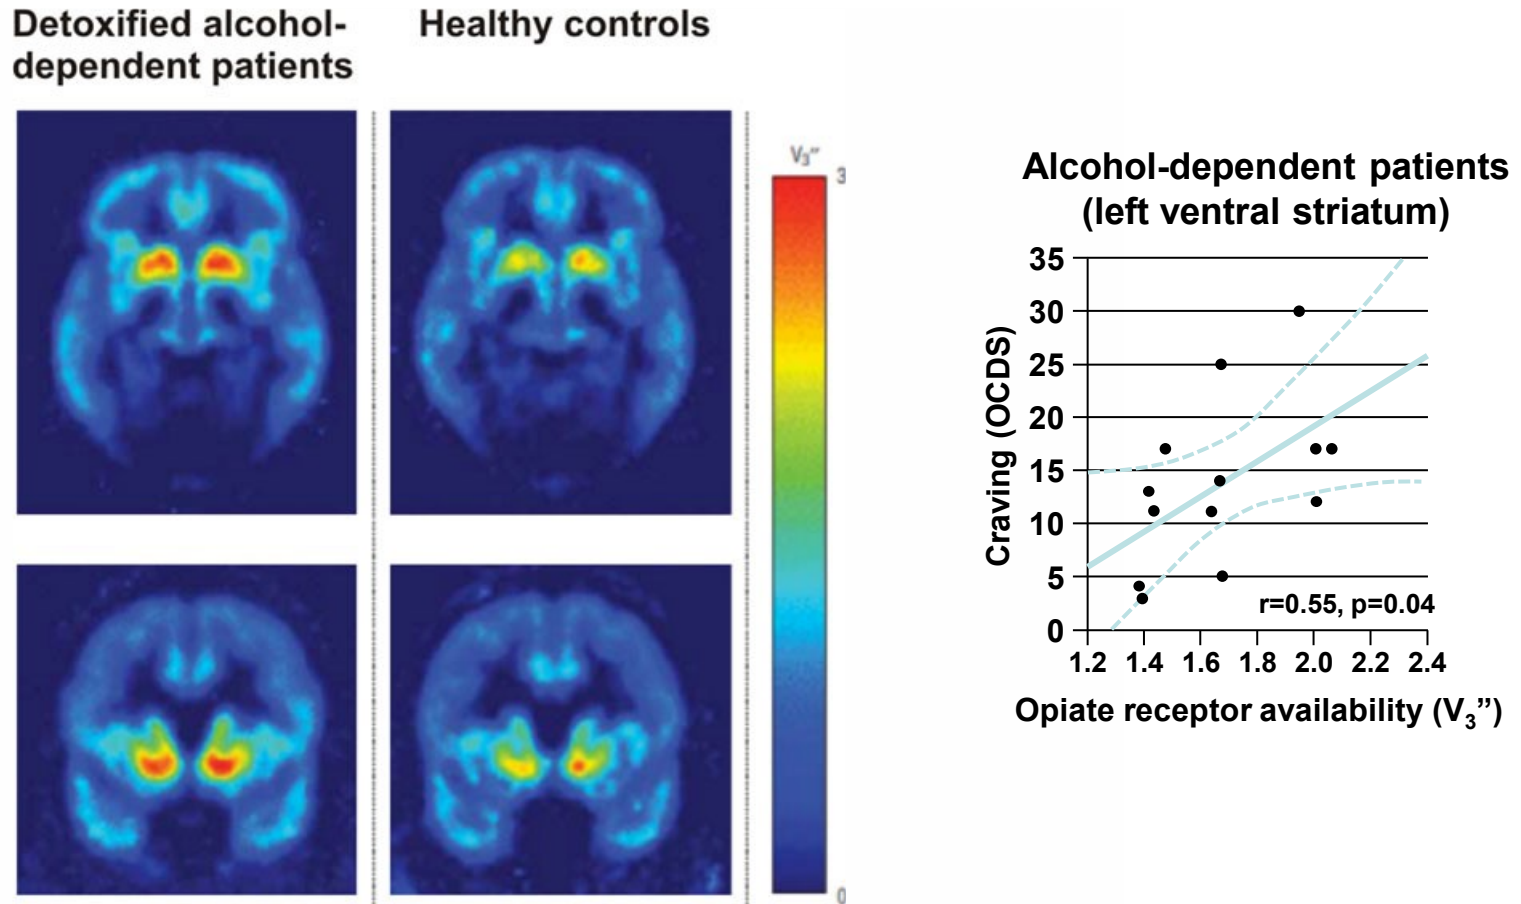 Detoxified alcohol-
dependent patients
Healthy controls
V₃″
3
0
Alcohol-dependent patients
(left ventral striatum)
Craving (OCDS)
35
30
25
20
15
10
5
0
r=0.55, p=0.04
1.2 1.4 1.6 1.8 2.0 2.2 2.4
Opiate receptor availability (V₃”)